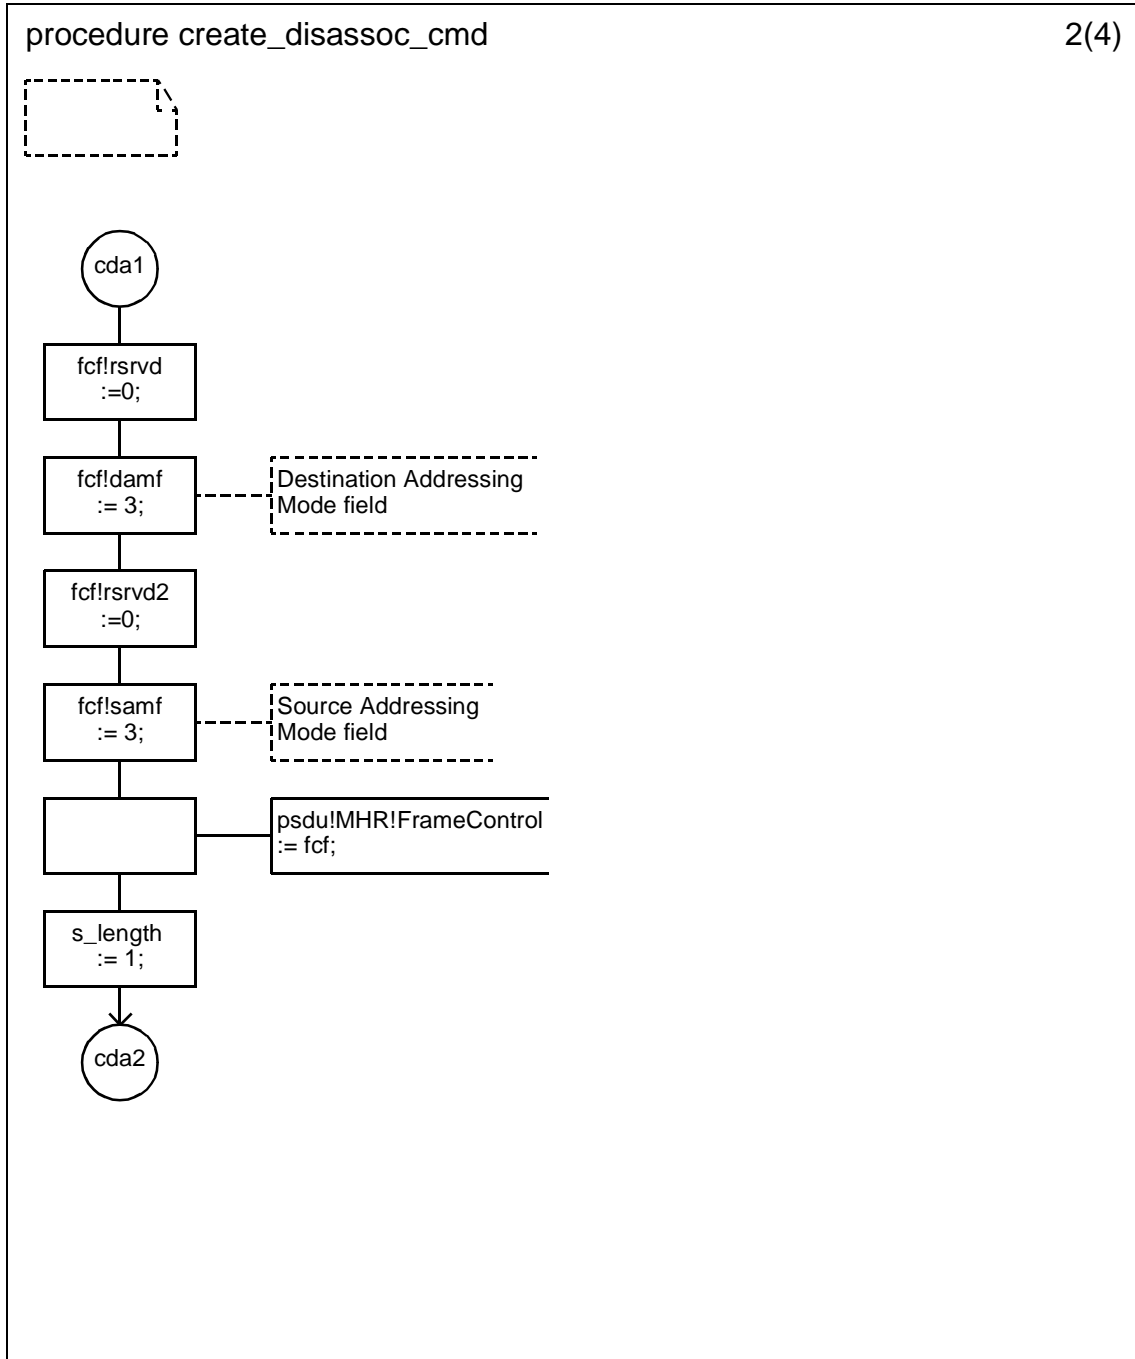 procedure create_disassoc_cmd
2(4)
cda1
fcf!rsrvd
:=0;
fcf!damf
:= 3;
Destination Addressing
Mode field
fcf!rsrvd2
:=0;
fcf!samf
:= 3;
Source Addressing
Mode field
psdu!MHR!FrameControl
:= fcf;
s_length
:= 1;
cda2